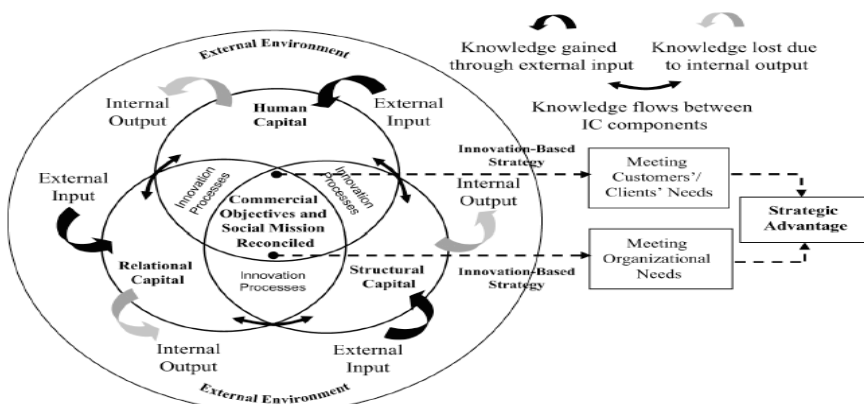 External Environment
Knowledge gained
through external input
Knowledge lost due
to internal output
Knowledge flows between
IC components
Internal
Output
Human
Capital
External
Input
External
Input
Innovation
Processes
Innovation
Processes
Commercial
Objectives and
Social Mission
Reconciled
Innovation-Based
Strategy
Meeting
Customers'/
Clients' Needs
Internal
Output
Strategic
Advantage
Relational
Capital
Innovation
Processes
Structural
Capital
Innovation-Based
Strategy
Meeting
Organizational
Needs
Internal
Output
External
Input
External Environment